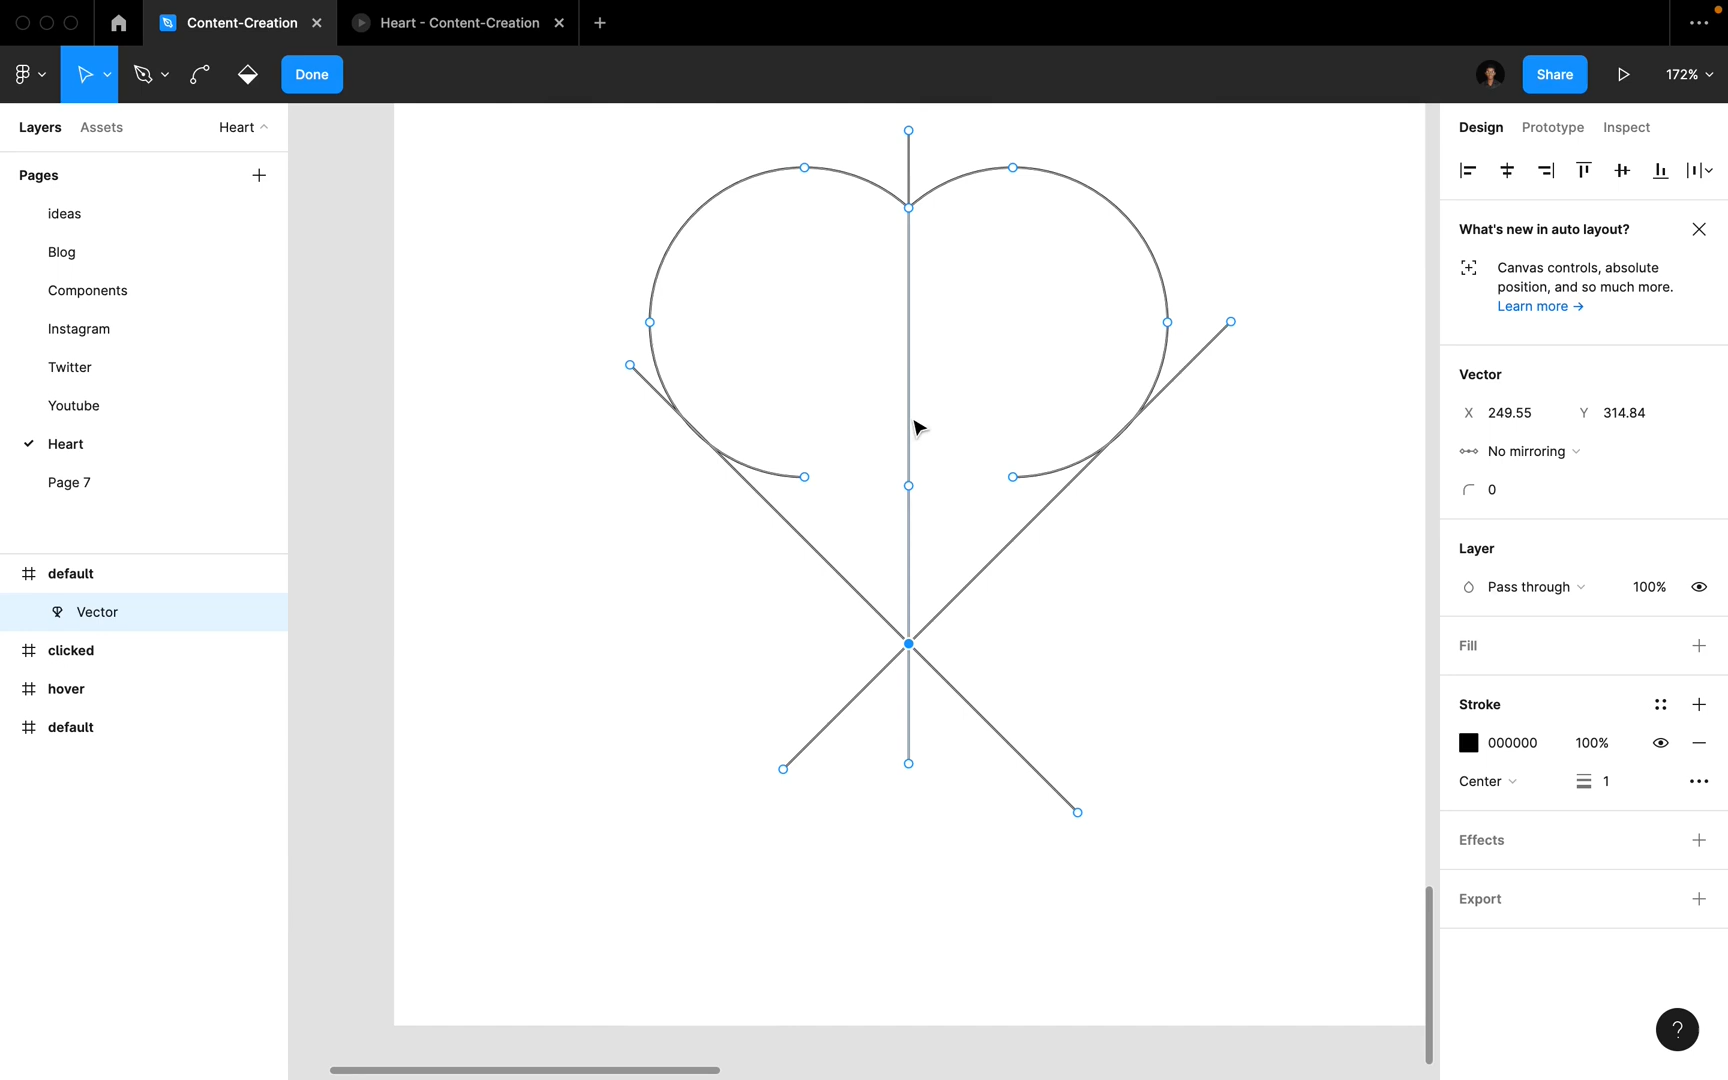 Content-Creation
Heart - Content-Creation
Done
Share
172%
Layers Assets Heart
Pages
ideas
Blog
Components
Instagram
Twitter
Youtube
Heart
Page 7
default
Vector
clicked
hover
default
Design Prototype Inspect
What's new in auto layout?
Canvas controls, absolute
position, and so much more.
Learn more →
Vector
X 249.55 Y 314.84
No mirroring
0
Layer
Pass through 100%
Fill
Stroke
000000 100%
Center 1
Effects
Export
?